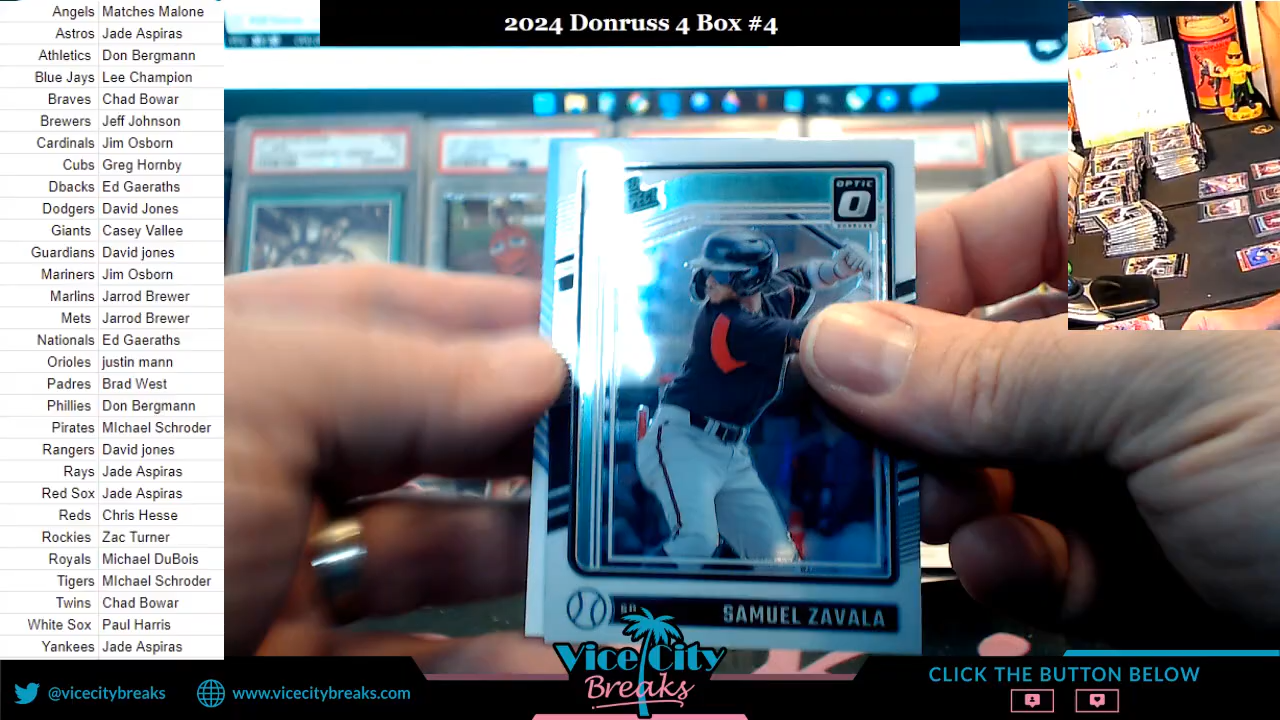 2024 Donruss 4 Box #4
Angels Matches Malone
Astros Jade Aspiras
Athletics Don Bergmann
Blue Jays Lee Champion
Braves Chad Bowar
Brewers Jeff Johnson
Cardinals Jim Osborn
Cubs Greg Hornby
Dbacks Ed Gaeraths
Dodgers David Jones
Giants Casey Vallee
Guardians David jones
Mariners Jim Osborn
Marlins Jarrod Brewer
Mets Jarrod Brewer
Nationals Ed Gaeraths
Orioles justin mann
Padres Brad West
Phillies Don Bergmann
Pirates MIchael Schroder
Rangers David jones
Rays Jade Aspiras
Red Sox Jade Aspiras
Reds Chris Hesse
Rockies Zac Turner
Royals Michael DuBois
Tigers MIchael Schroder
Twins Chad Bowar
White Sox Paul Harris
Yankees Jade Aspiras
OPTIC
DONRUSS
SAMUEL ZAVALA
Vice City
Breaks
@vicecitybreaks
www.vicecitybreaks.com
CLICK THE BUTTON BELOW